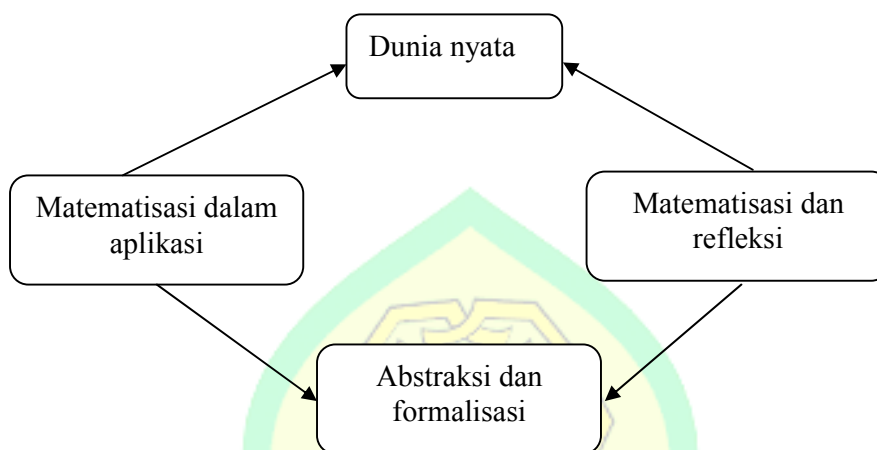 Dunia nyata
Matematisasi dalam
aplikasi
Matematisasi dan
refleksi
Abstraksi dan
formalisasi